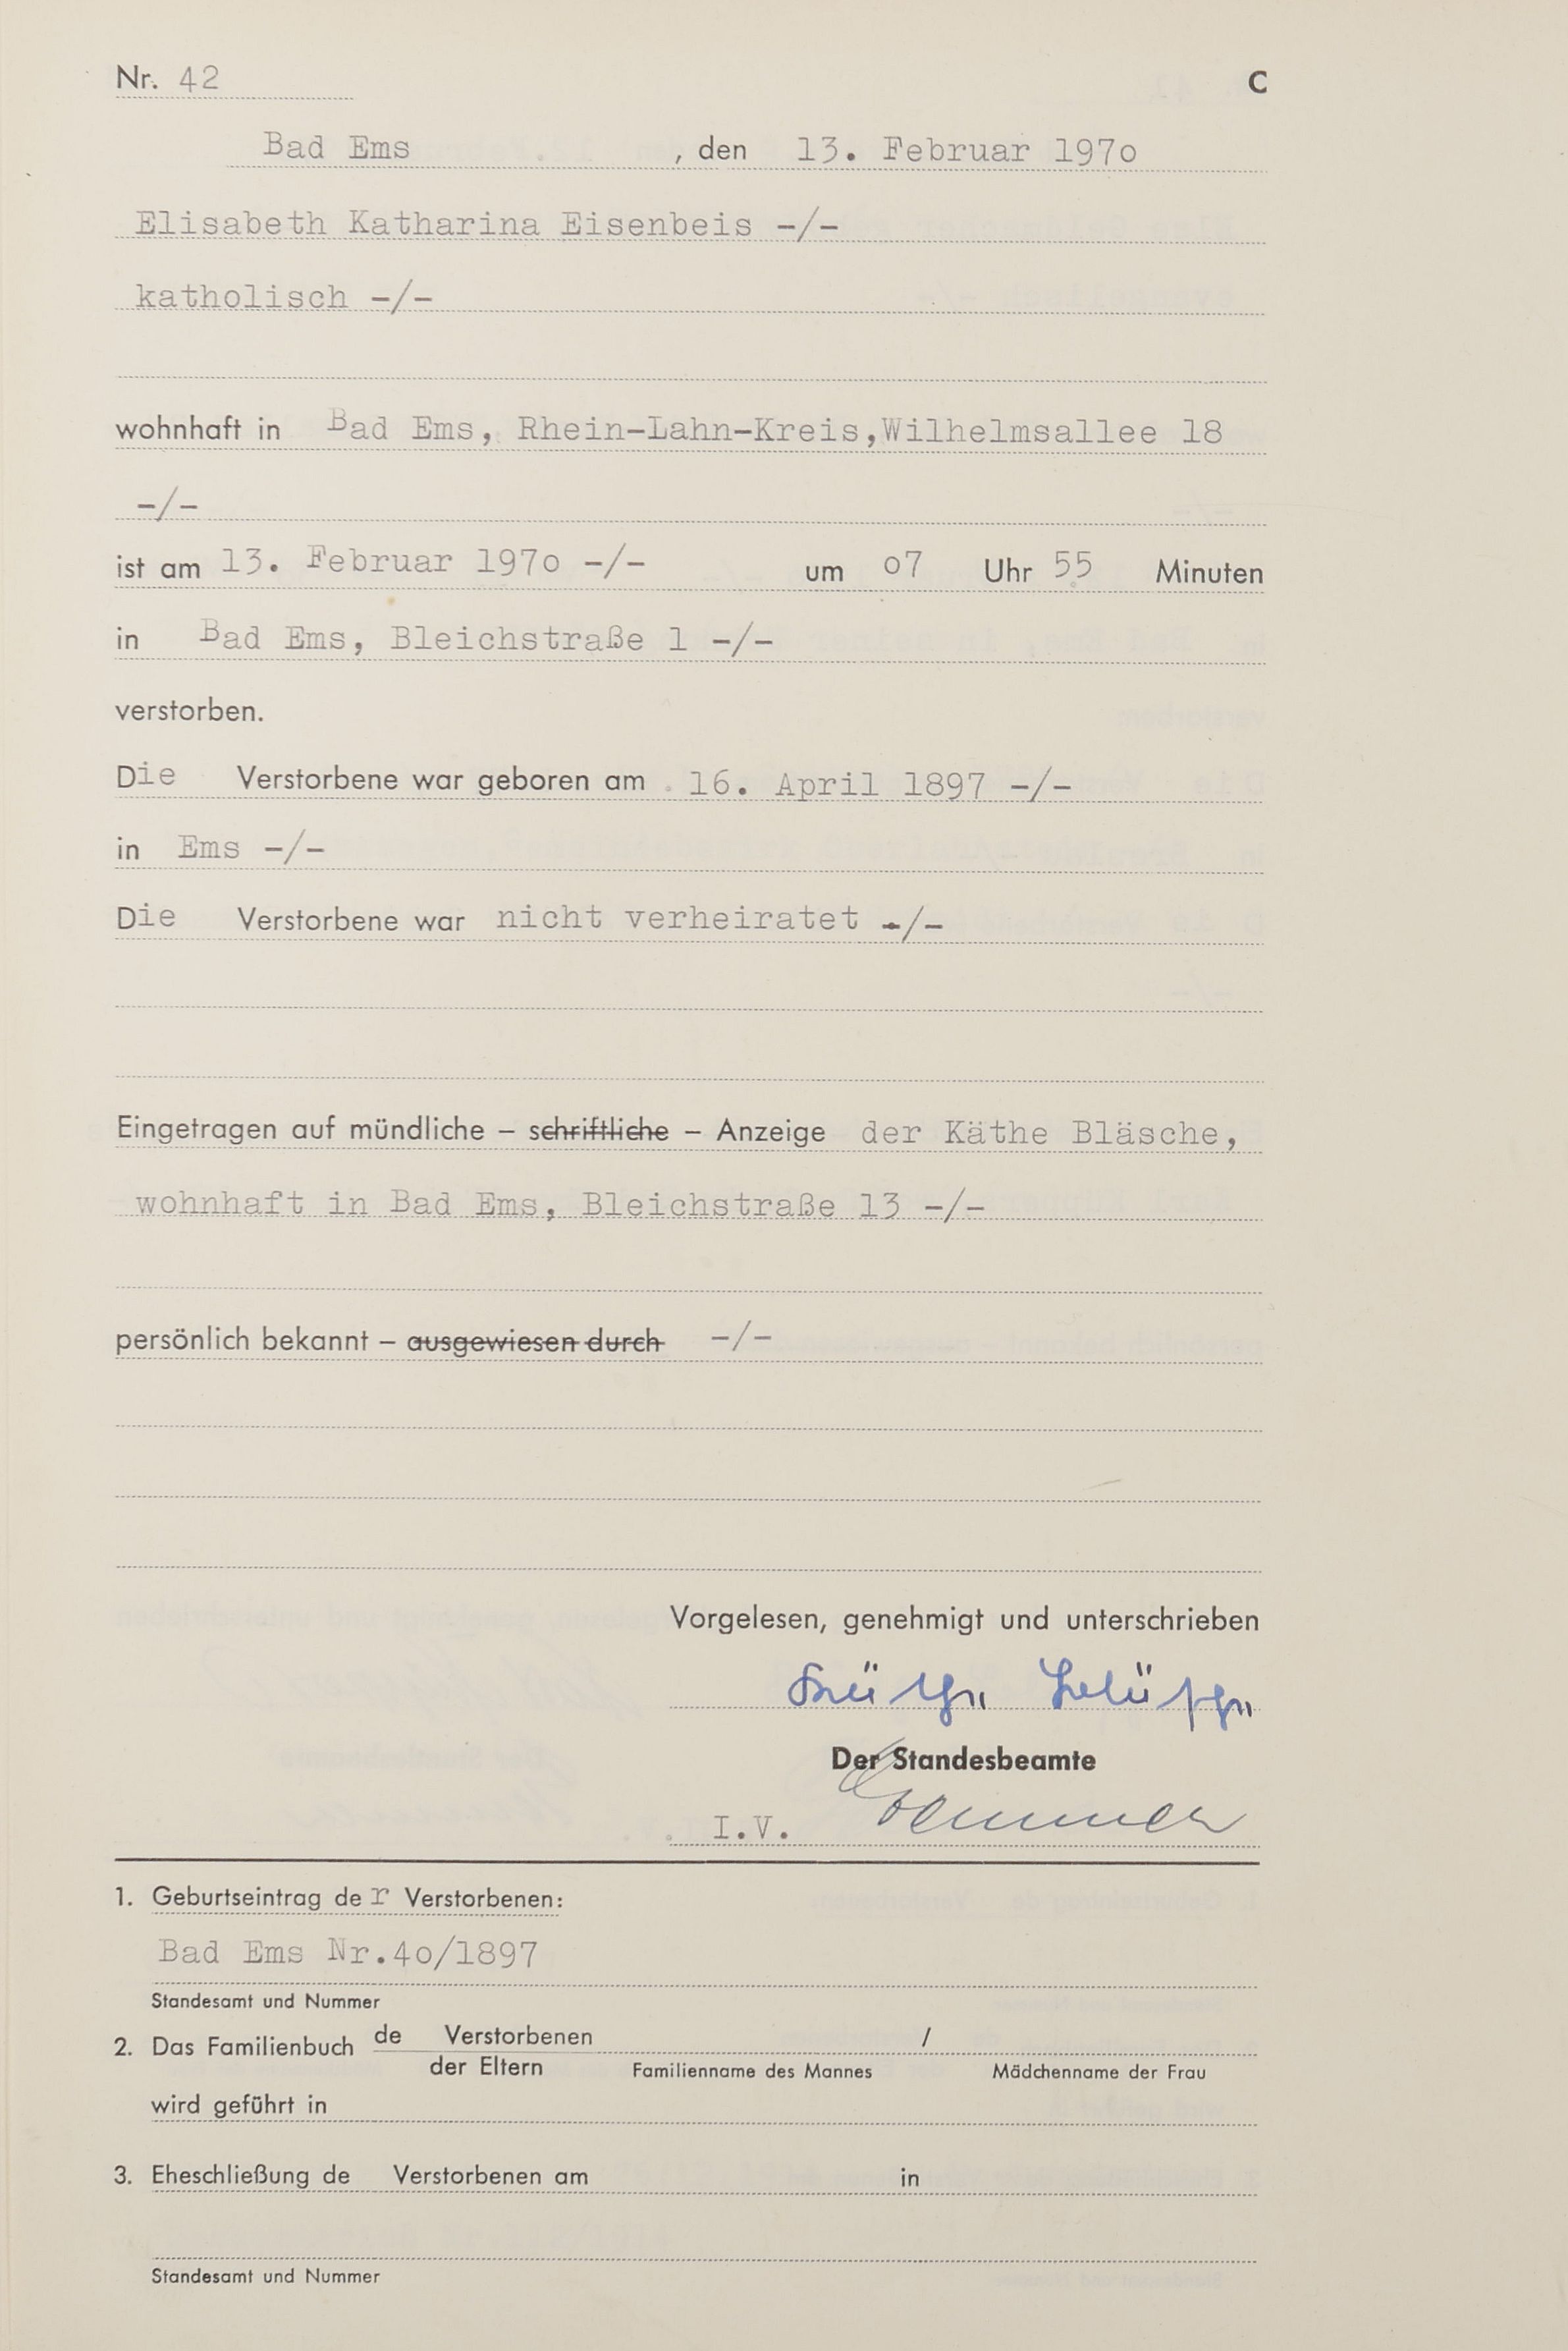 Nr. 42 C
Bad Ems , den 13. Februar 197o
Elisabeth Katharina Eisenbeis -/-
katholisch -/-
wohnhaft in Bad Ems, Rhein-Lahn-Kreis,Wilhelmsallee 18
-/-
ist am 13. Februar 197o -/- um o7 Uhr 55 Minuten
in Bad Ems, Bleichstraße 1 -/-
verstorben.
Die Verstorbene war geboren am 16. April 1897 -/-
in Ems -/-
Die Verstorbene war nicht verheiratet -/-
Eingetragen auf mündliche – schriftliche – Anzeige der Käthe Bläsche,
wohnhaft in Bad Ems, Bleichstraße 13 -/-
persönlich bekannt – ausgewiesen durch -/-
Vorgelesen, genehmigt und unterschrieben
Käthe Bläsche
Der Standesbeamte
I.V.
1. Geburtseintrag der Verstorbenen:
Bad Ems Nr.4o/1897
Standesamt und Nummer
2. Das Familienbuch de Verstorbenen /
der Eltern Familienname des Mannes Mädchenname der Frau
wird geführt in
3. Eheschließung de Verstorbenen am in
Standesamt und Nummer